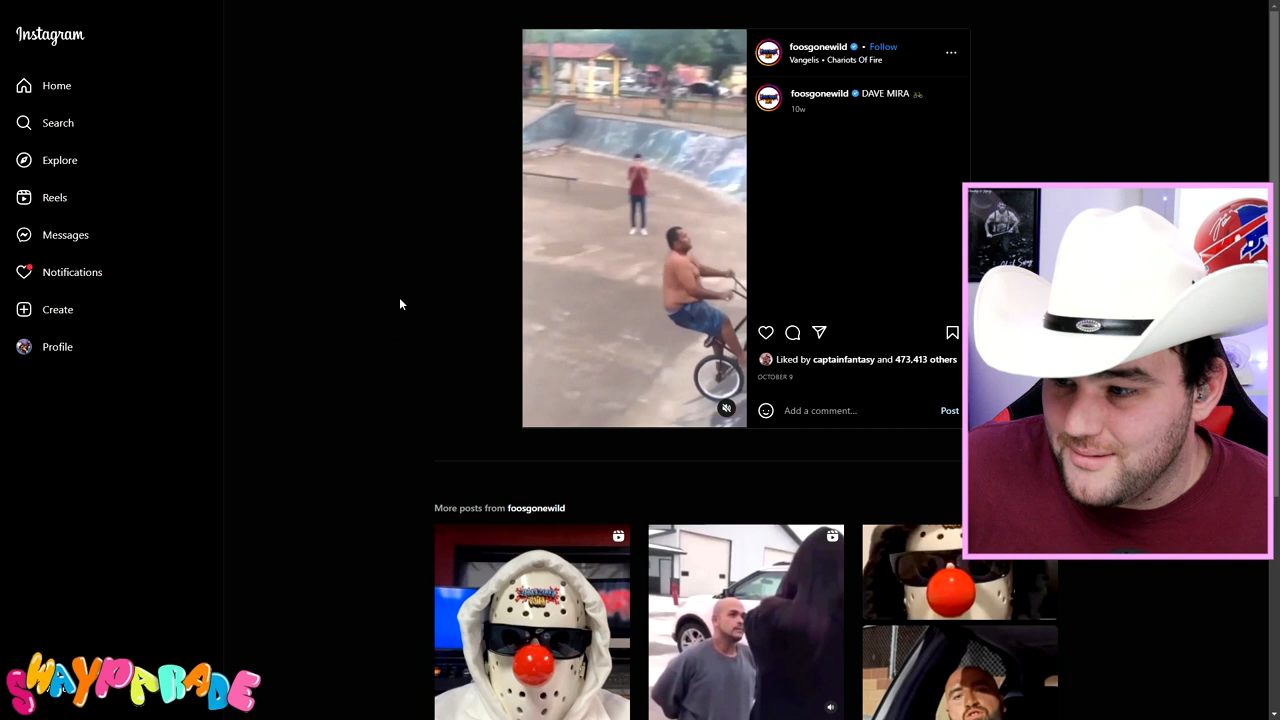 Instagram
Home
Search
Explore
Reels
Messages
Notifications
Create
Profile
foosgonewild • Follow
Vangelis • Chariots Of Fire
foosgonewild DAVE MIRA
10w
Liked by captainfantasy and 473,413 others
OCTOBER 9
Add a comment... Post
More posts from foosgonewild
SWAYPARADE